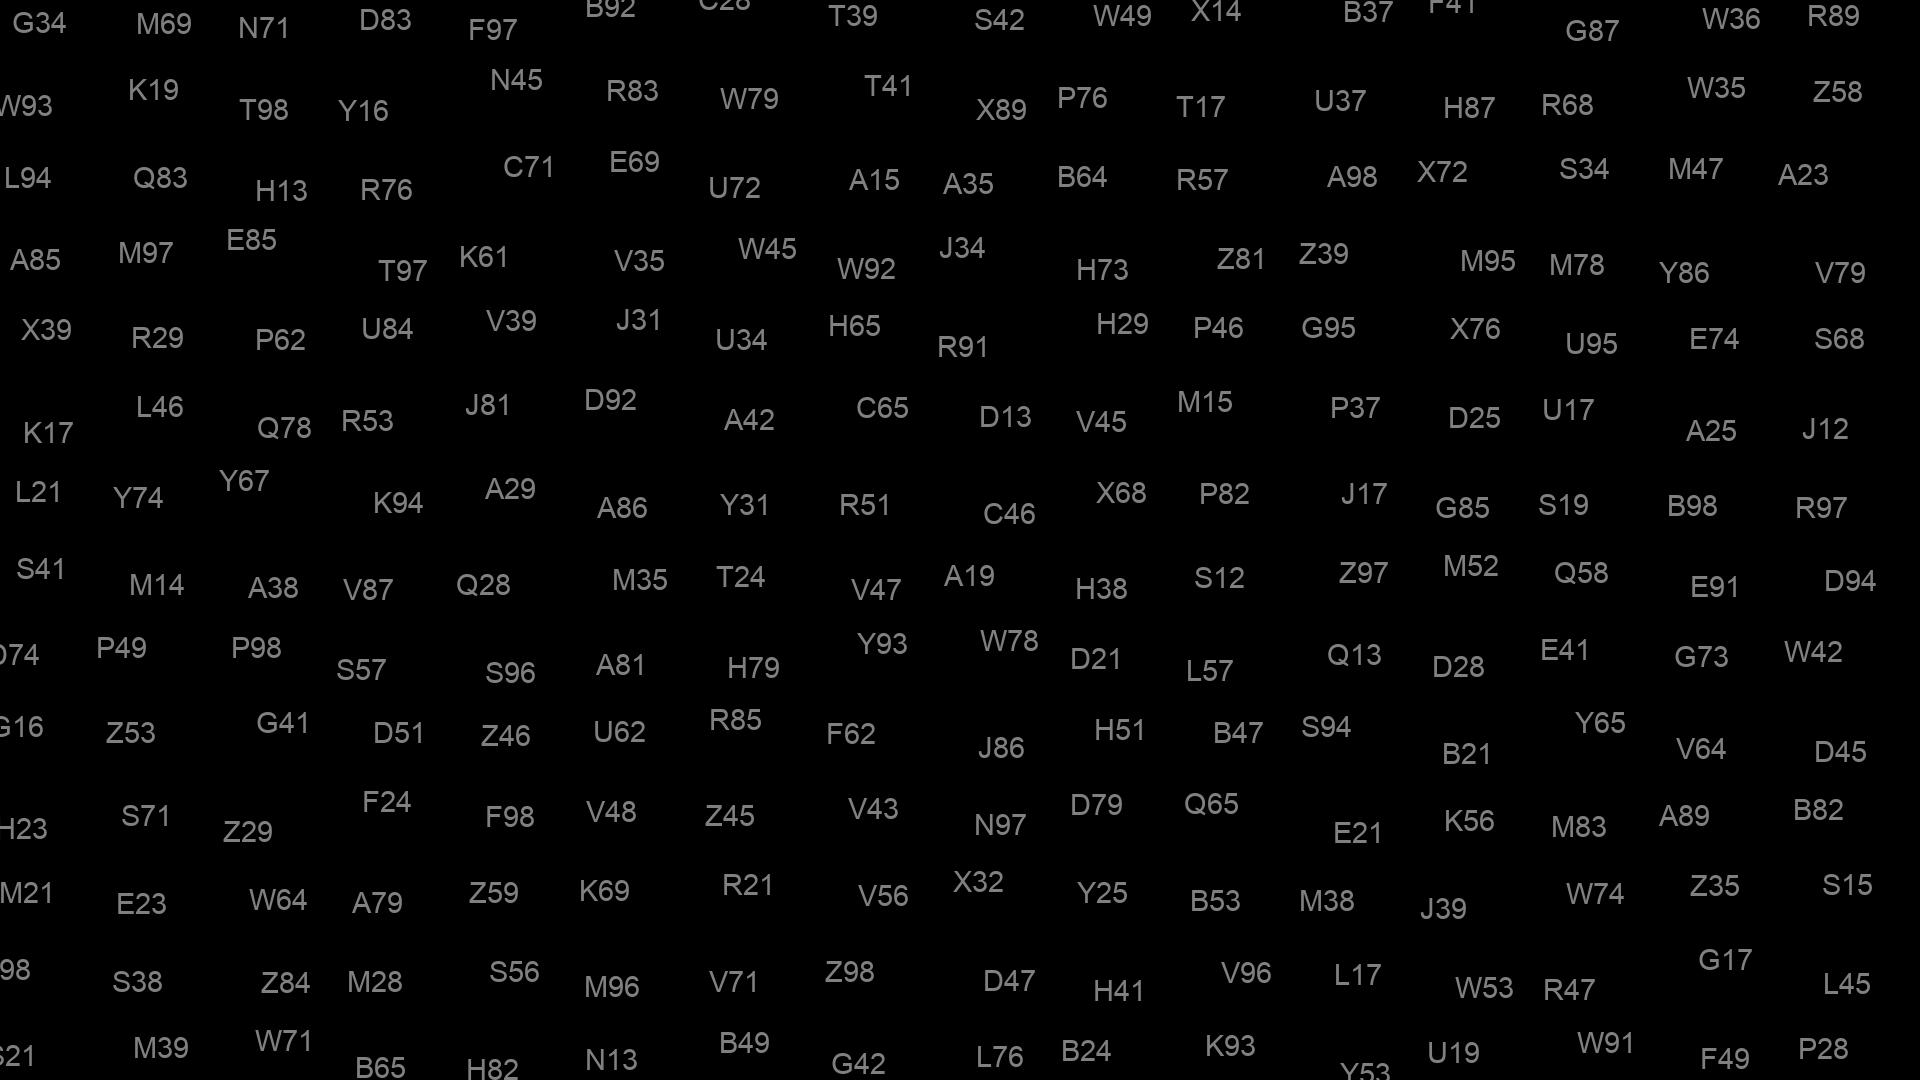 G34 M69 N71 D83 F97 B92 C28 T39 S42 W49 X14 B37 F41 G87 W36 R89
W93 K19 T98 Y16 N45 R83 W79 T41 X89 P76 T17 U37 H87 R68 W35 Z58
L94 Q83 H13 R76 C71 E69 U72 A15 A35 B64 R57 A98 X72 S34 M47 A23
A85 M97 E85 T97 K61 V35 W45 W92 J34 H73 Z81 Z39 M95 M78 Y86 V79
X39 R29 P62 U84 V39 J31 U34 H65 R91 H29 P46 G95 X76 U95 E74 S68
K17 L46 Q78 R53 J81 D92 A42 C65 D13 V45 M15 P37 D25 U17 A25 J12
L21 Y74 Y67 K94 A29 A86 Y31 R51 C46 X68 P82 J17 G85 S19 B98 R97
S41 M14 A38 V87 Q28 M35 T24 V47 A19 H38 S12 Z97 M52 Q58 E91 D94
P49 P98 S57 S96 A81 H79 Y93 W78 D21 L57 Q13 D28 E41 G73 W42
G16 Z53 G41 D51 Z46 U62 R85 F62 J86 H51 B47 S94 B21 Y65 V64 D45
H23 S71 Z29 F24 F98 V48 Z45 V43 N97 D79 Q65 E21 K56 M83 A89 B82
M21 E23 W64 A79 Z59 K69 R21 V56 X32 Y25 B53 M38 J39 W74 Z35 S15
98 S38 Z84 M28 S56 M96 V71 Z98 D47 H41 V96 L17 W53 R47 G17 L45
M39 W71 B65 H82 N13 B49 G42 L76 B24 K93 Y53 U19 W91 F49 P28